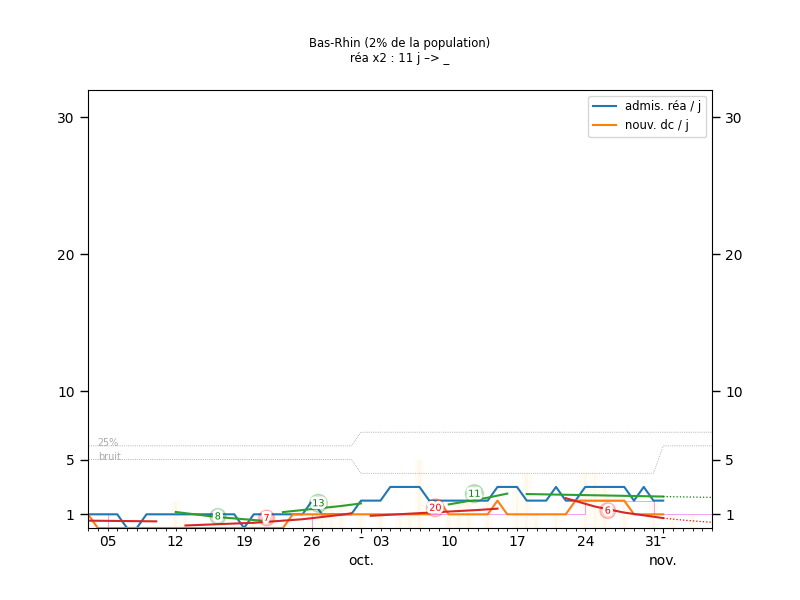 Bas-Rhin (2% de la population)
réa x2 : 11 j –> _
admis. réa / j
nouv. dc / j
30 30
20 20
10 10
25%
5 5
bruit
13
11
20
8
7
6
1 1
05 12 19 26 - 03 10 17 24 31-
oct. nov.